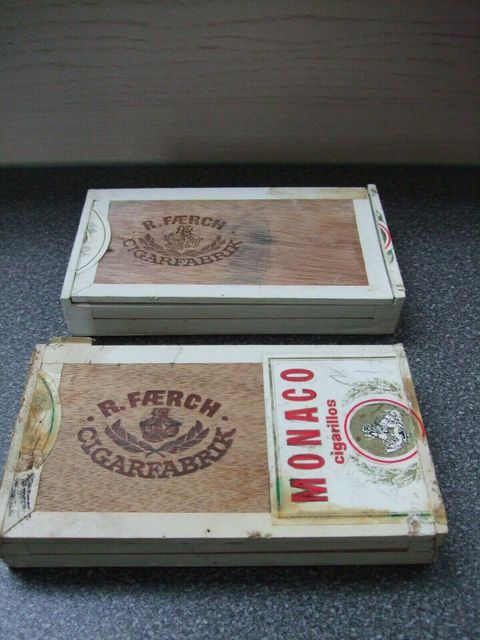 R. FÆRCH
CIGARFABRIK
· R. FÆRCH ·
CIGARFABRIK
MONACO
cigarillos